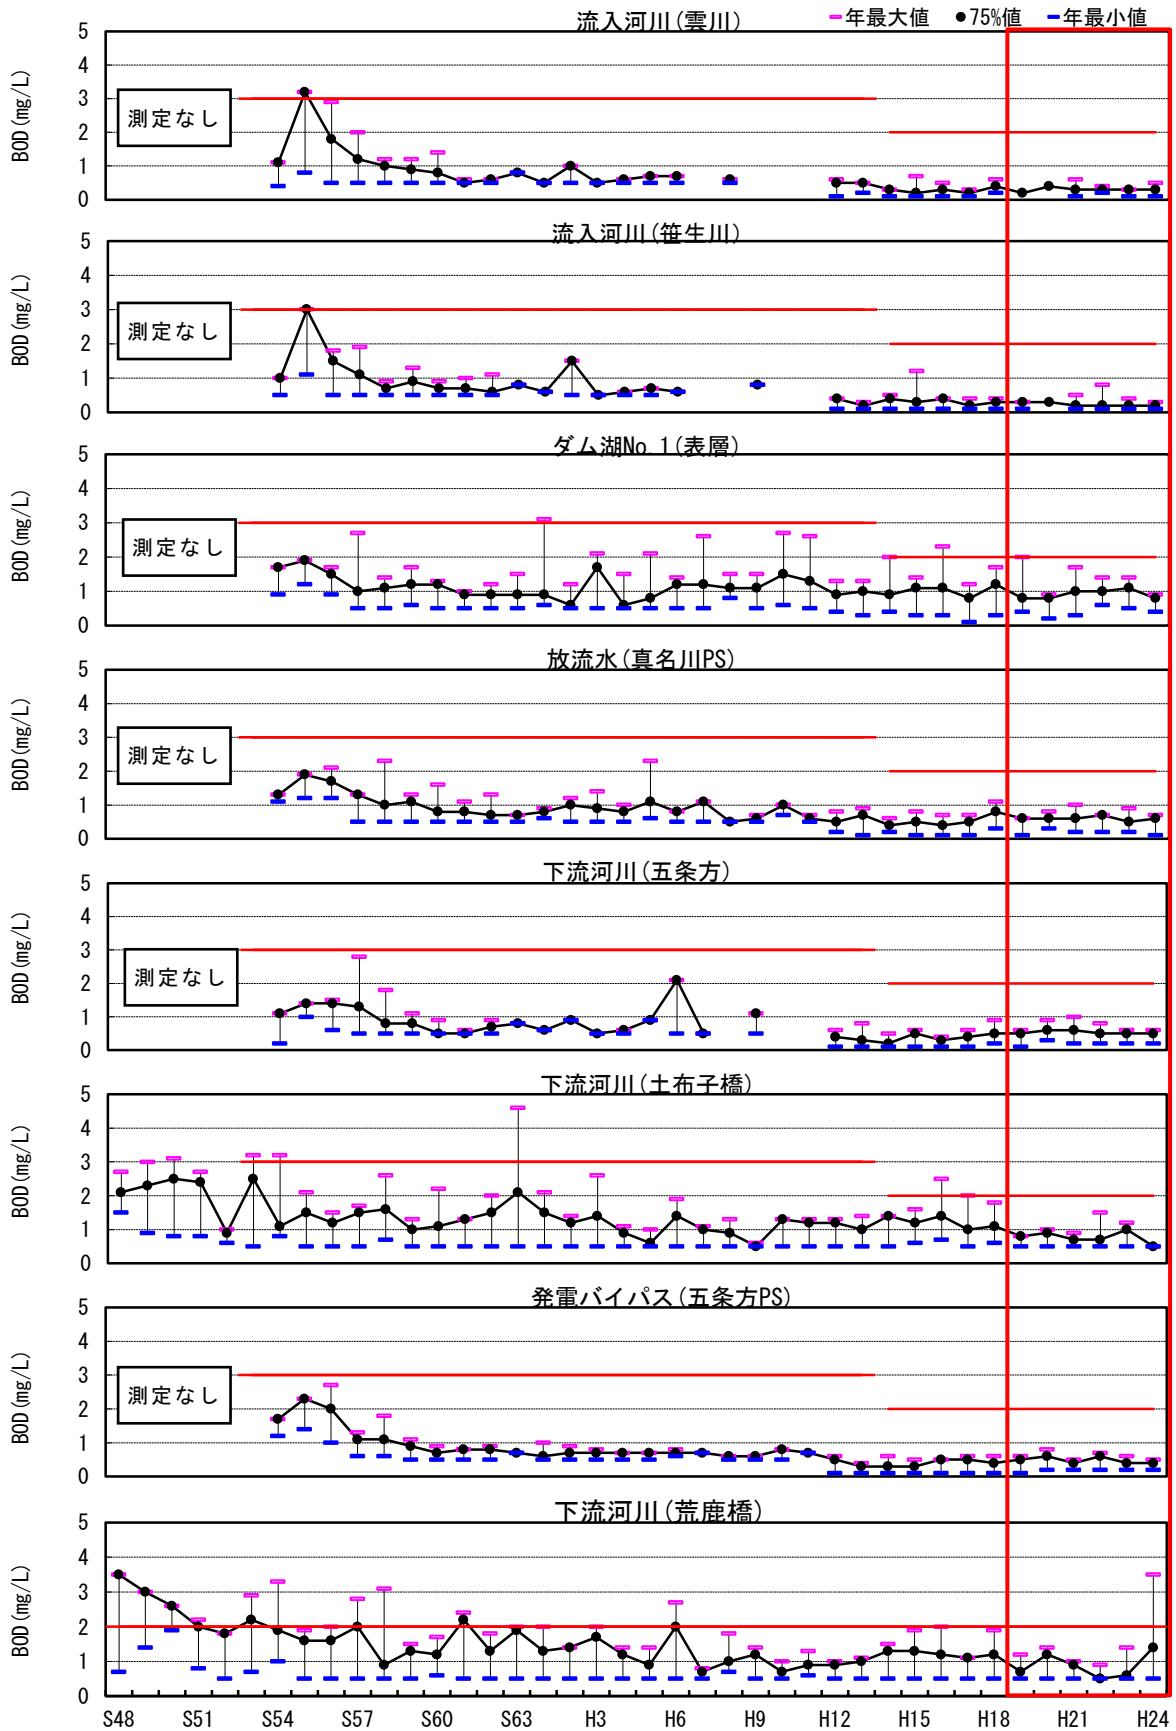 流入河川(雲川)
年最大値 75%値 年最小値
5
4
3
2
1
0
BOD(mg/L)
測定なし
流入河川(笹生川)
5
4
3
2
1
0
BOD(mg/L)
測定なし
ダム湖No.1(表層)
5
4
3
2
1
0
BOD(mg/L)
測定なし
放流水(真名川PS)
5
4
3
2
1
0
BOD(mg/L)
測定なし
下流河川(五条方)
5
4
3
2
1
0
BOD(mg/L)
測定なし
下流河川(土布子橋)
5
4
3
2
1
0
BOD(mg/L)
発電バイパス(五条方PS)
5
4
3
2
1
0
BOD(mg/L)
測定なし
下流河川(荒鹿橋)
5
4
3
2
1
0
BOD(mg/L)
S48 S51 S54 S57 S60 S63 H3 H6 H9 H12 H15 H18 H21 H24